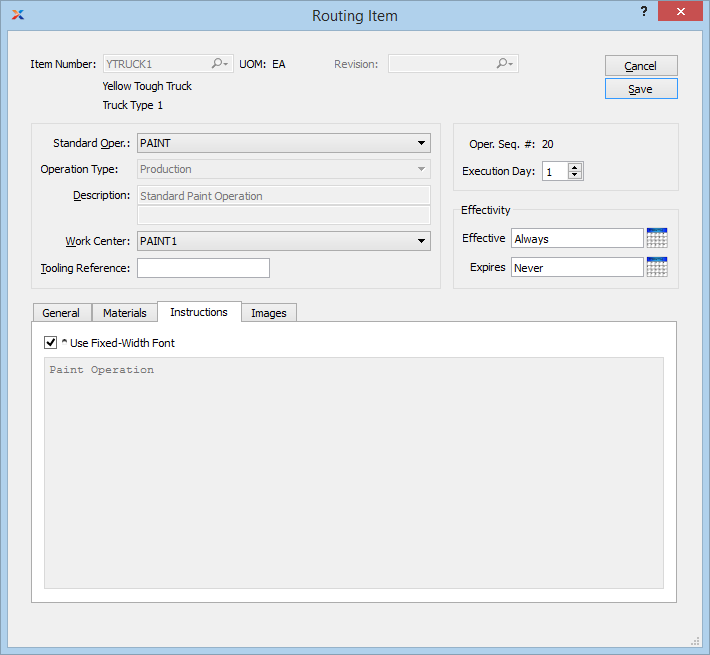 Routing Item
?
Item Number: YTRUCK1 UOM: EA Revision:
Cancel
Yellow Tough Truck
Save
Truck Type 1
Standard Oper.: PAINT
Oper. Seq. #: 20
Operation Type: Production
Execution Day: 1
Description: Standard Paint Operation
Effectivity
Work Center: PAINT1
Effective Always
Tooling Reference:
Expires Never
General Materials Instructions Images
^ Use Fixed-Width Font
Paint Operation